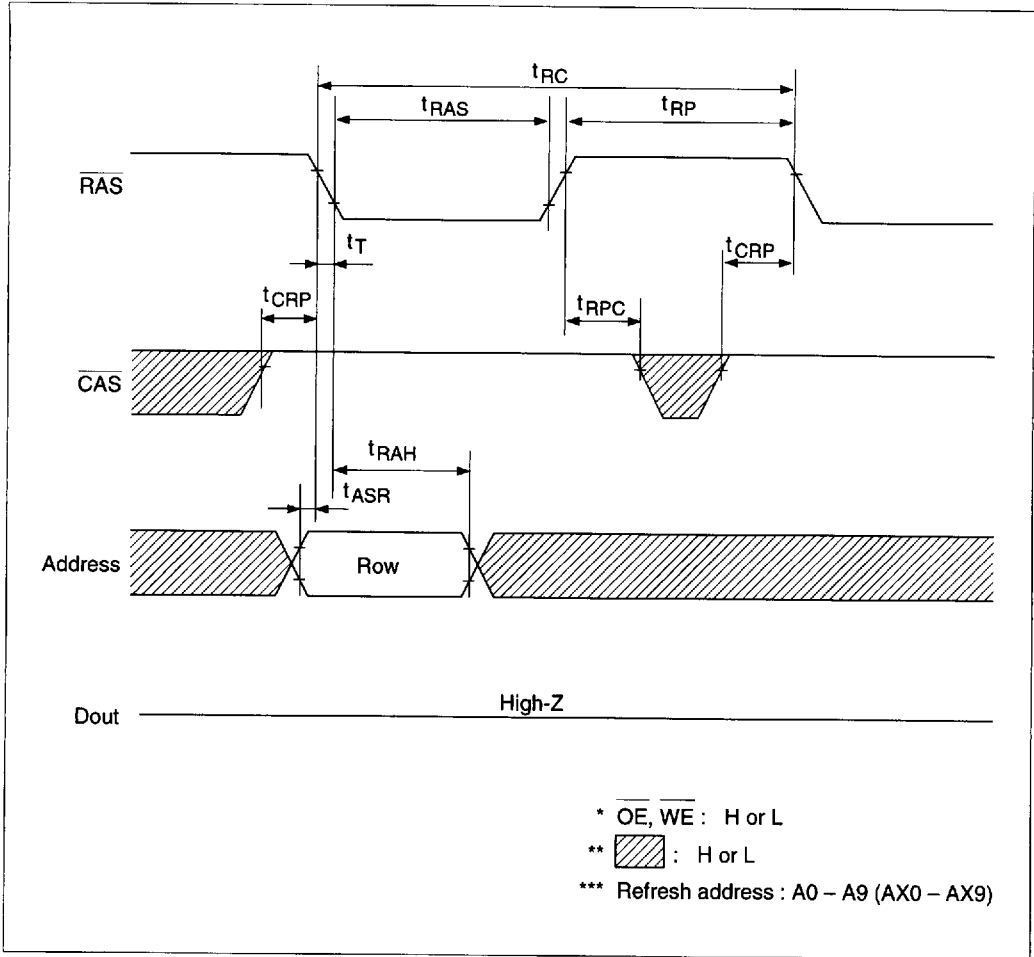 tRC
tRAS
tRP
RAS
tT
tCRP
tCRP
tRPC
CAS
tRAH
tASR
Address
Row
High-Z
Dout
* OE, WE : H or L
** : H or L
*** Refresh address : A0 – A9 (AX0 – AX9)